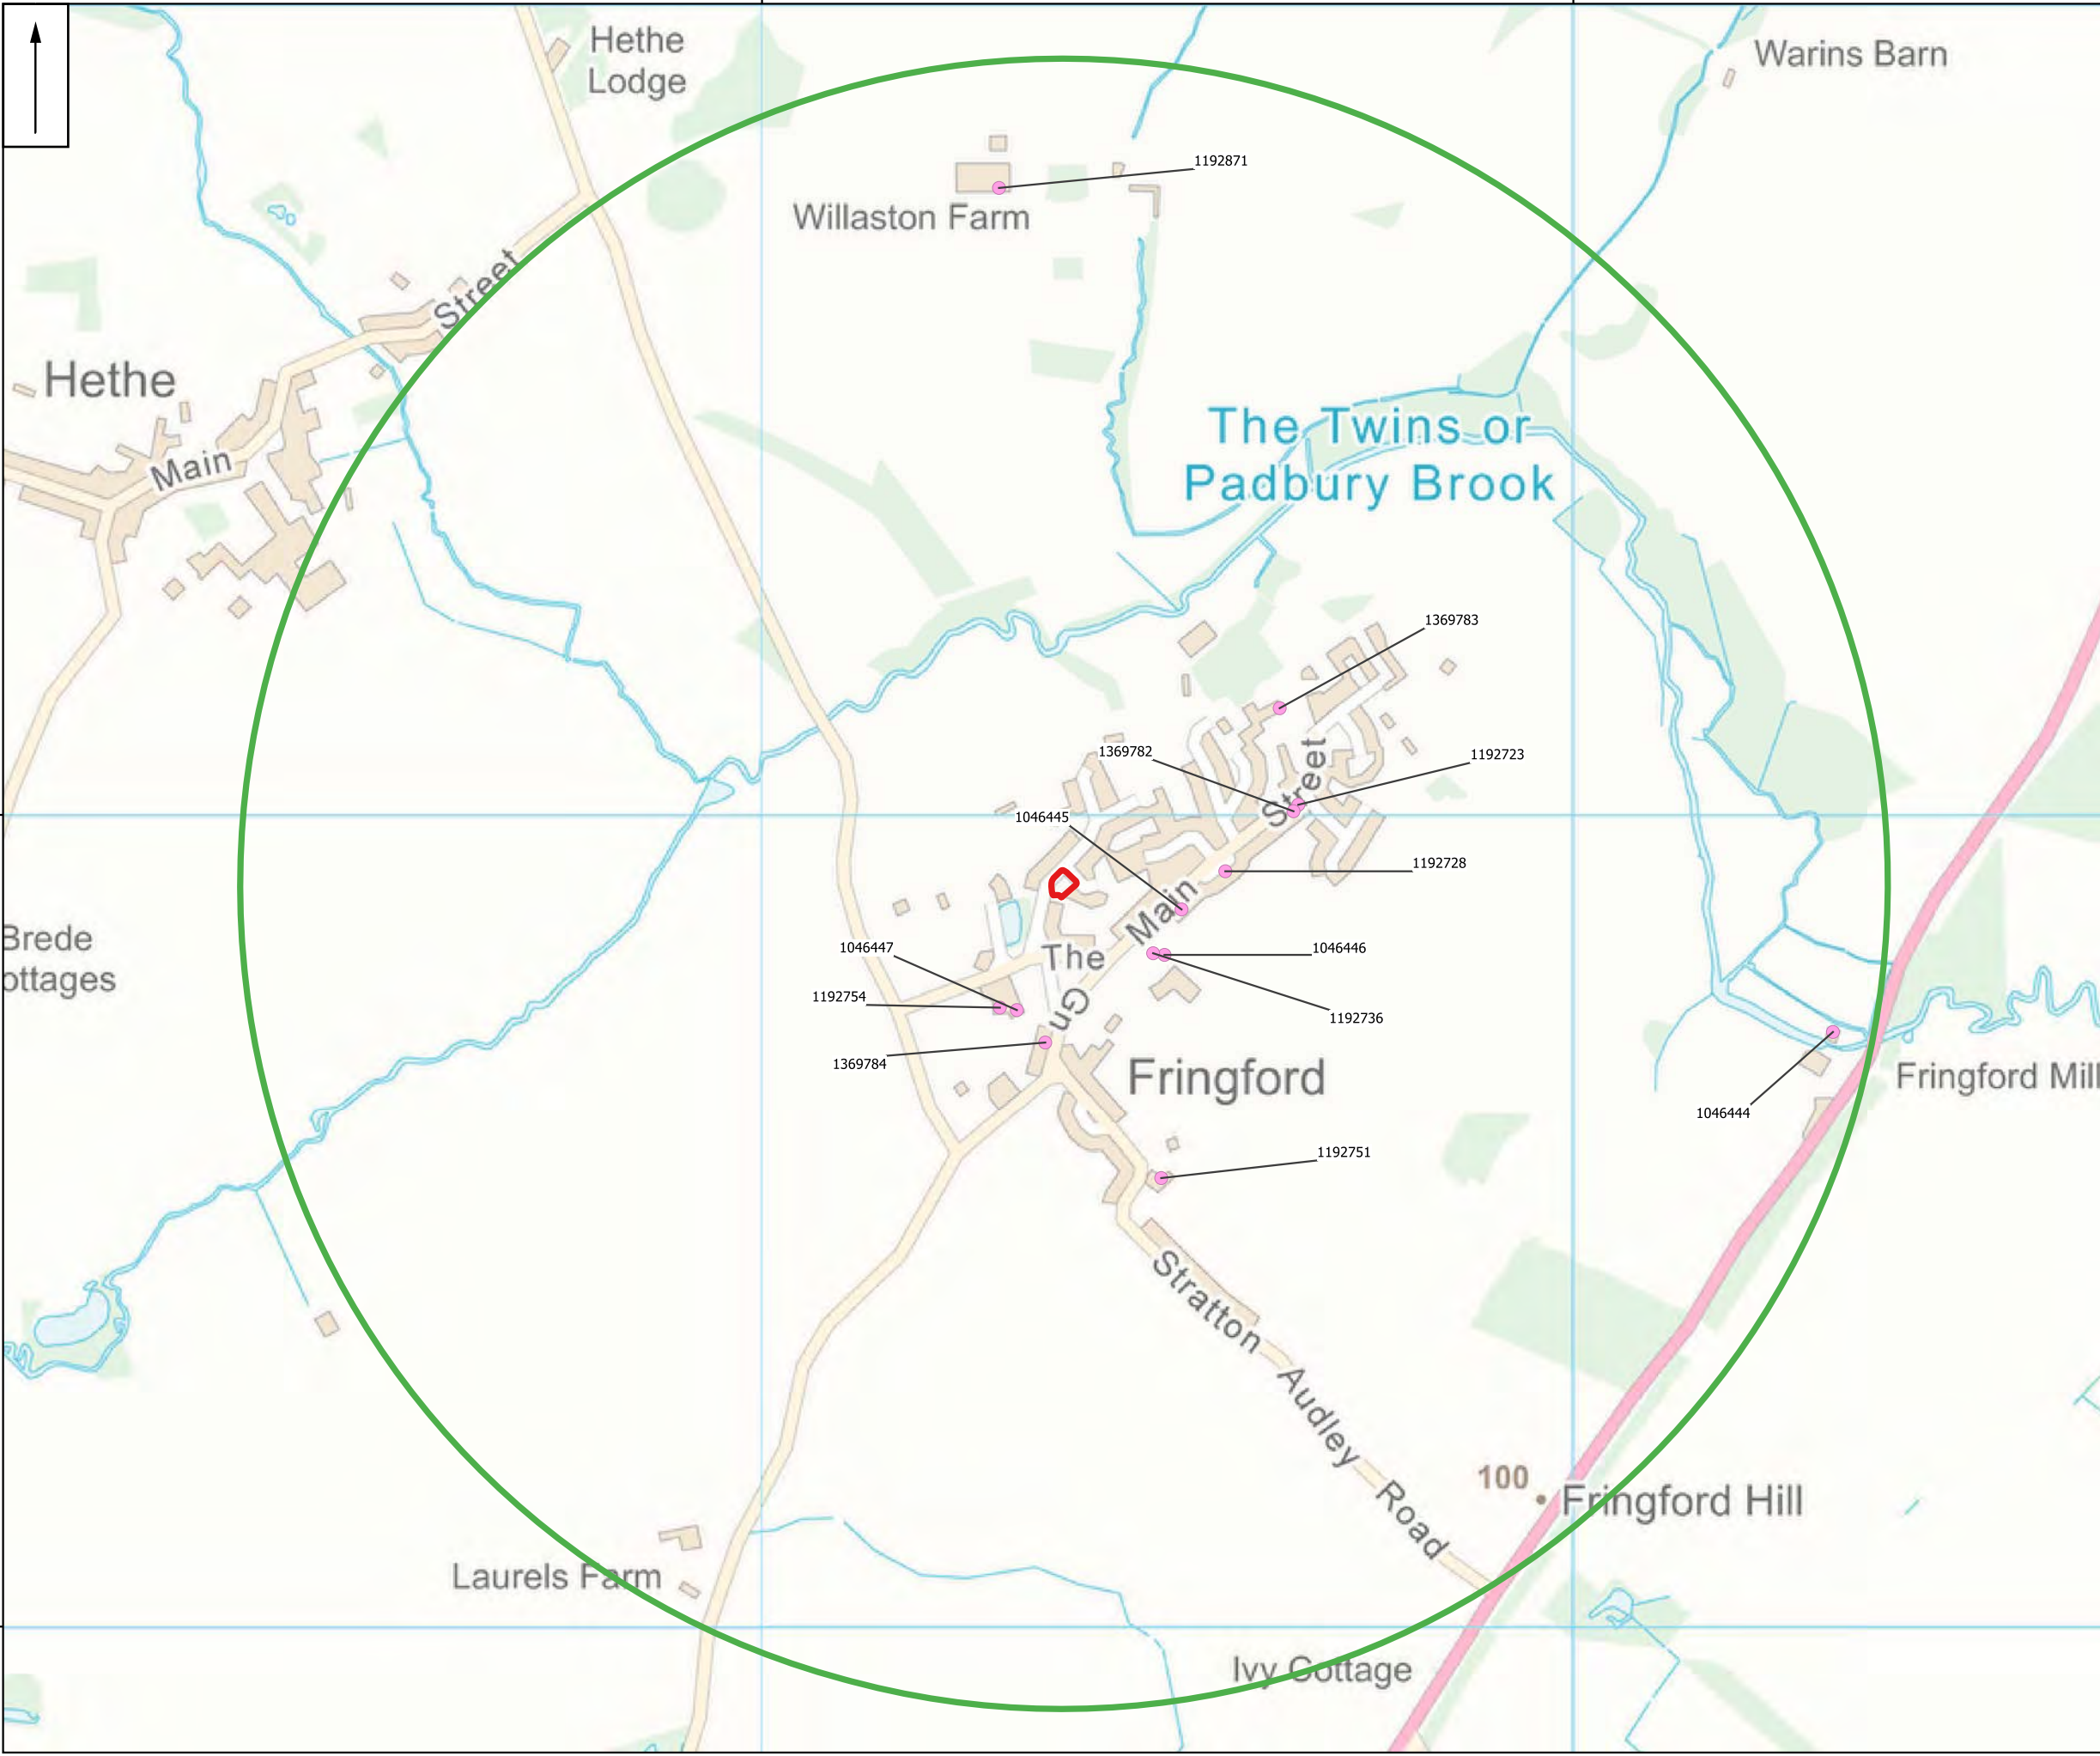 Hethe
Lodge
Warins Barn
1192871
Willaston Farm
Street
Hethe
The Twins or
Padbury Brook
Main
1369783
1369782
1192723
Street
1046445
1192728
Main
Brede
ottages
1046447
The
1046446
1192754
Gn
1192736
1369784
Fringford
Fringford Mill
1046444
1192751
Stratton
Audley
100
Fringford Hill
Road
Laurels Farm
Ivy Cottage